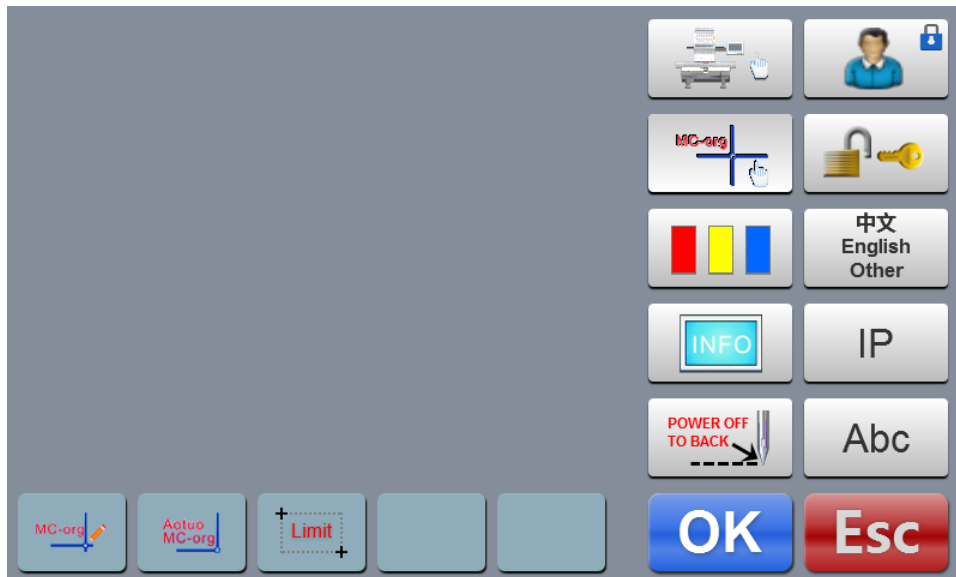 MC-org
中文
English
Other
INFO
IP
POWER OFF
TO BACK
Abc
MC-org
Aotuo
MC-org
Limit
OK
Esc